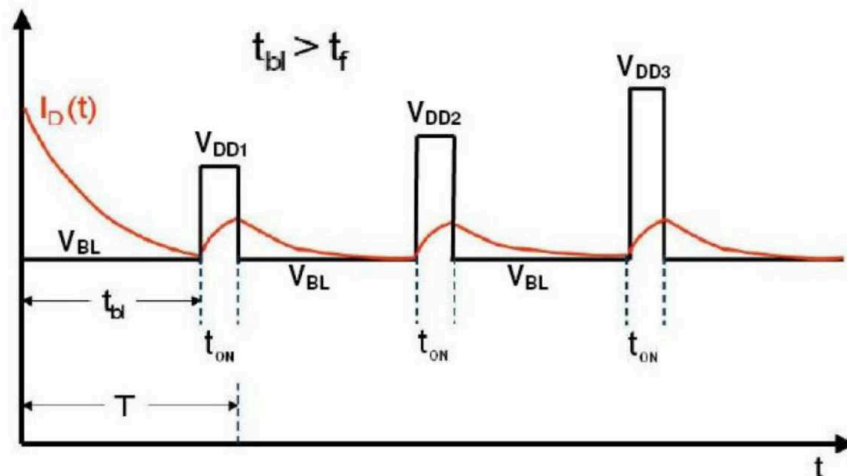 t_bl > t_f
V_DD3
I_D(t)
V_DD2
V_DD1
V_BL
V_BL
V_BL
t_bl
t_ON
t_ON
t_ON
T
t